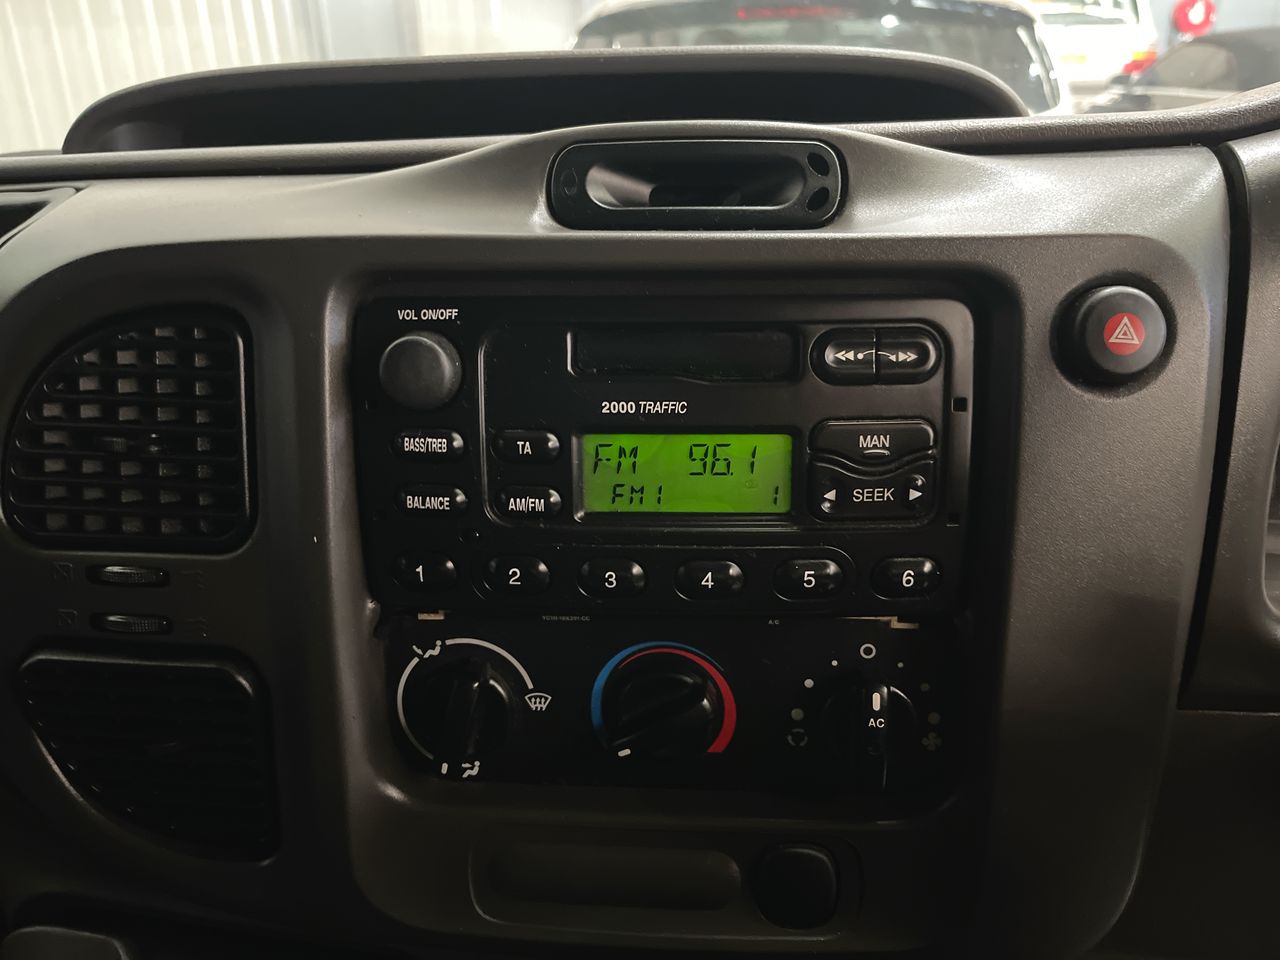 VOL ON/OFF
2000 TRAFFIC
BASS/TREB
TA
FM 96.1
MAN
BALANCE
AM/FM
FM1 1
SEEK
1 2 3 4 5 6
A/C
AC